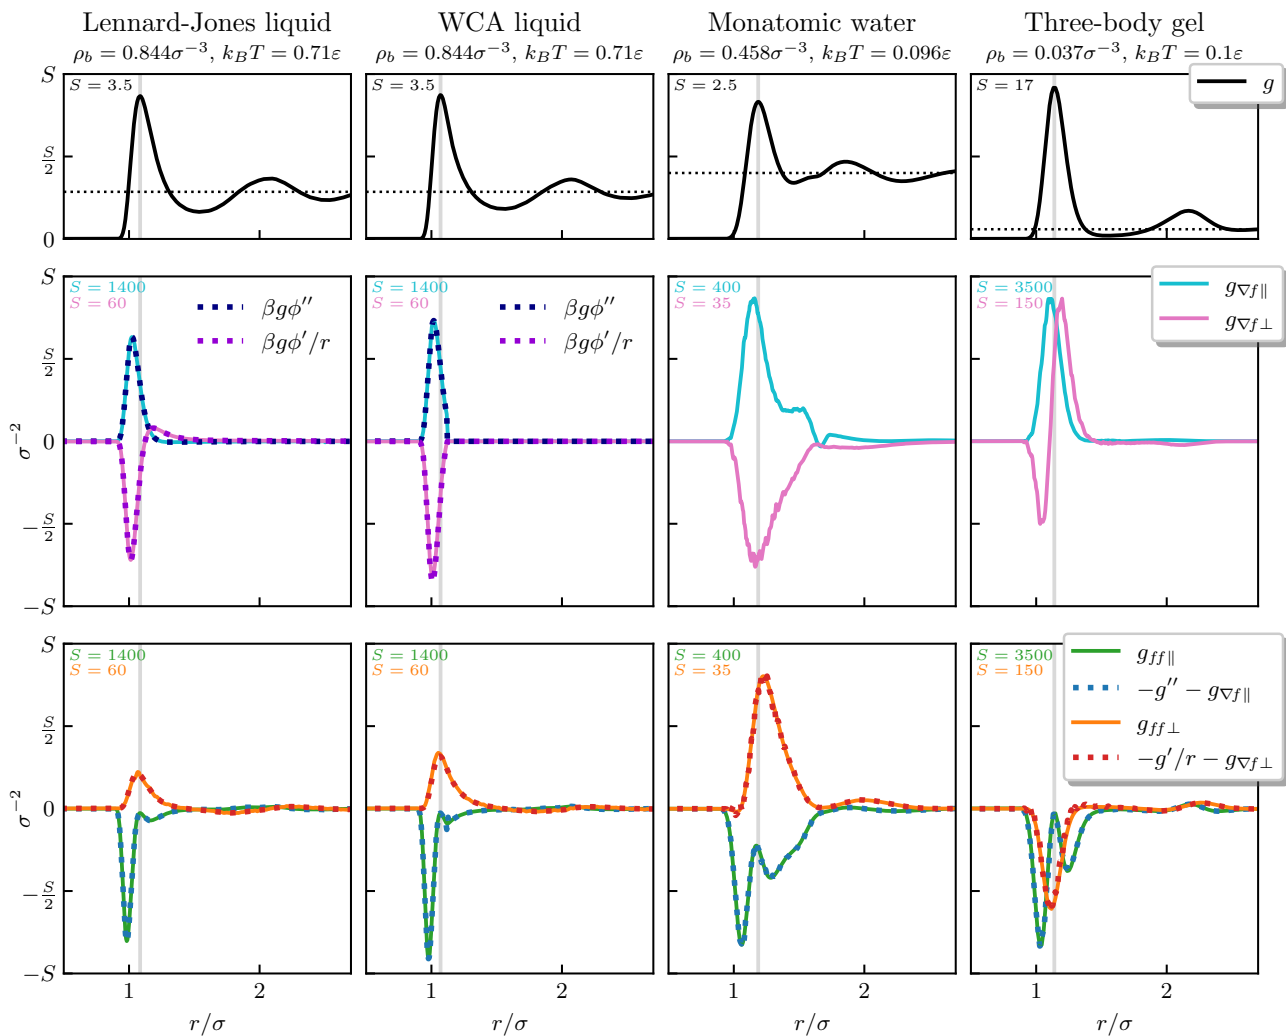 Lennard-Jones liquid
ρ_b = 0.844σ⁻³, k_BT = 0.71ε
WCA liquid
ρ_b = 0.844σ⁻³, k_BT = 0.71ε
Monatomic water
ρ_b = 0.458σ⁻³, k_BT = 0.096ε
Three-body gel
ρ_b = 0.037σ⁻³, k_BT = 0.1ε
S
S/2
0
S = 3.5
S = 3.5
S = 2.5
S = 17
g
S
S/2
0
−S/2
−S
σ⁻²
S = 1400
S = 60
βgϕ′′
βgϕ′/r
S = 1400
S = 60
βgϕ′′
βgϕ′/r
S = 400
S = 35
S = 3500
S = 150
g_∇f∥
g_∇f⊥
S
S/2
0
−S/2
−S
σ⁻²
S = 1400
S = 60
S = 1400
S = 60
S = 400
S = 35
S = 3500
S = 150
g_ff∥
−g′′ − g_∇f∥
g_ff⊥
−g′/r − g_∇f⊥
1 2
r/σ
1 2
r/σ
1 2
r/σ
1 2
r/σ